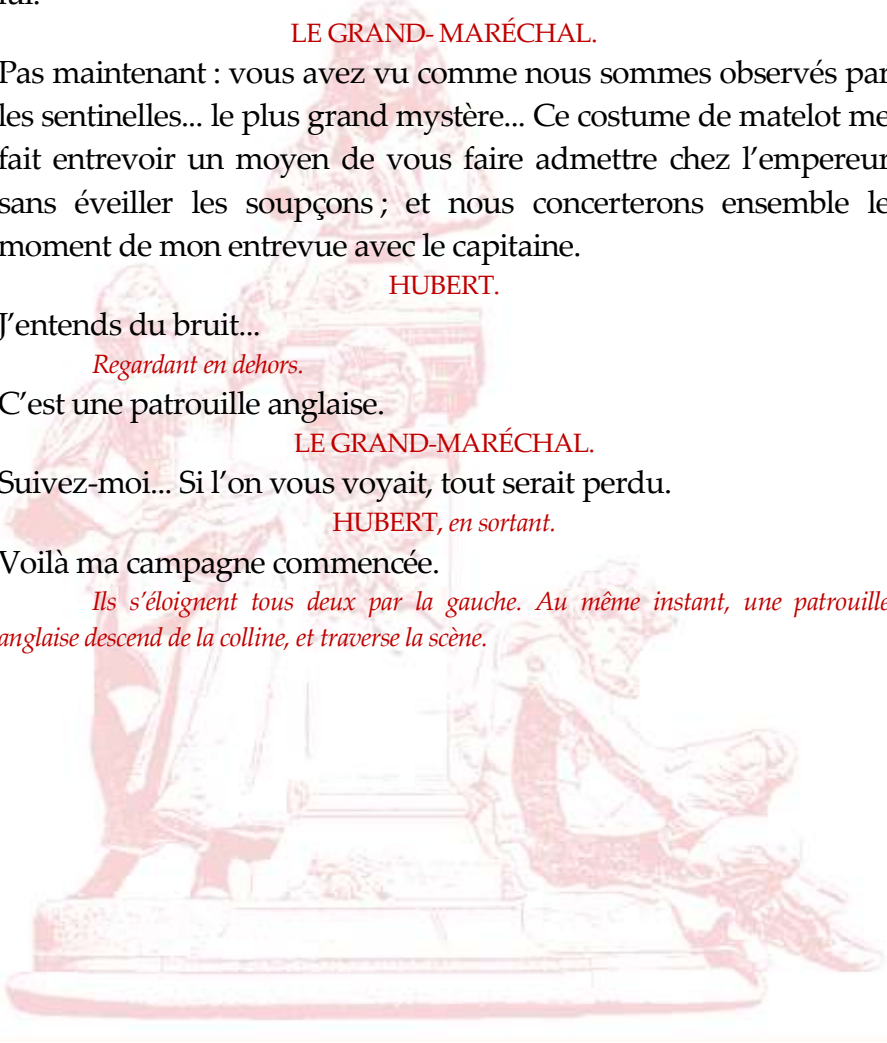 lui.
LE GRAND- MARÉCHAL.
Pas maintenant : vous avez vu comme nous sommes observés par
les sentinelles... le plus grand mystère... Ce costume de matelot me
fait entrevoir un moyen de vous faire admettre chez l’empereur
sans éveiller les soupçons ; et nous concerterons ensemble le
moment de mon entrevue avec le capitaine.
HUBERT.
J’entends du bruit...
Regardant en dehors.
C’est une patrouille anglaise.
LE GRAND-MARÉCHAL.
Suivez-moi... Si l’on vous voyait, tout serait perdu.
HUBERT, en sortant.
Voilà ma campagne commencée.
Ils s’éloignent tous deux par la gauche. Au même instant, une patrouille
anglaise descend de la colline, et traverse la scène.